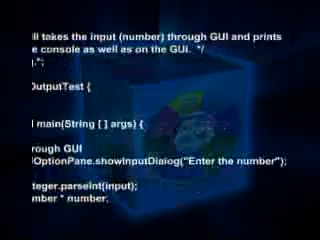 ill takes the input (number) through GUI and prints
e console as well as on the GUI. */
g.*;
OutputTest {
main(String [ ] args) {
rough GUI
OptionPane.showInputDialog("Enter the number");
teger.parseInt(input);
mber * number;